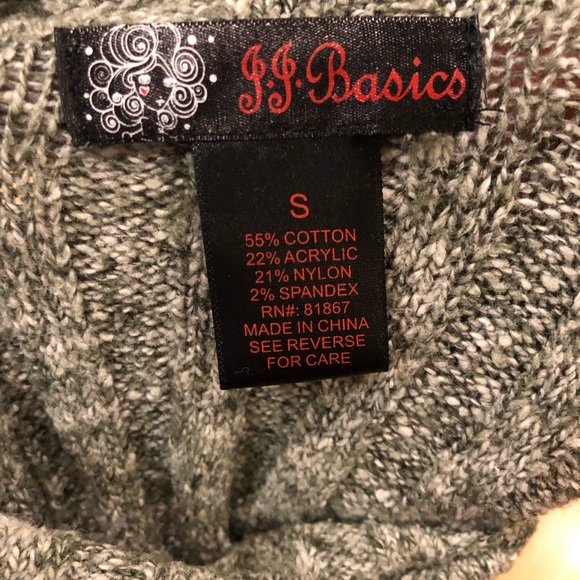 J.J. Basics
S
55% COTTON
22% ACRYLIC
21% NYLON
2% SPANDEX
RN#: 81867
MADE IN CHINA
SEE REVERSE
FOR CARE